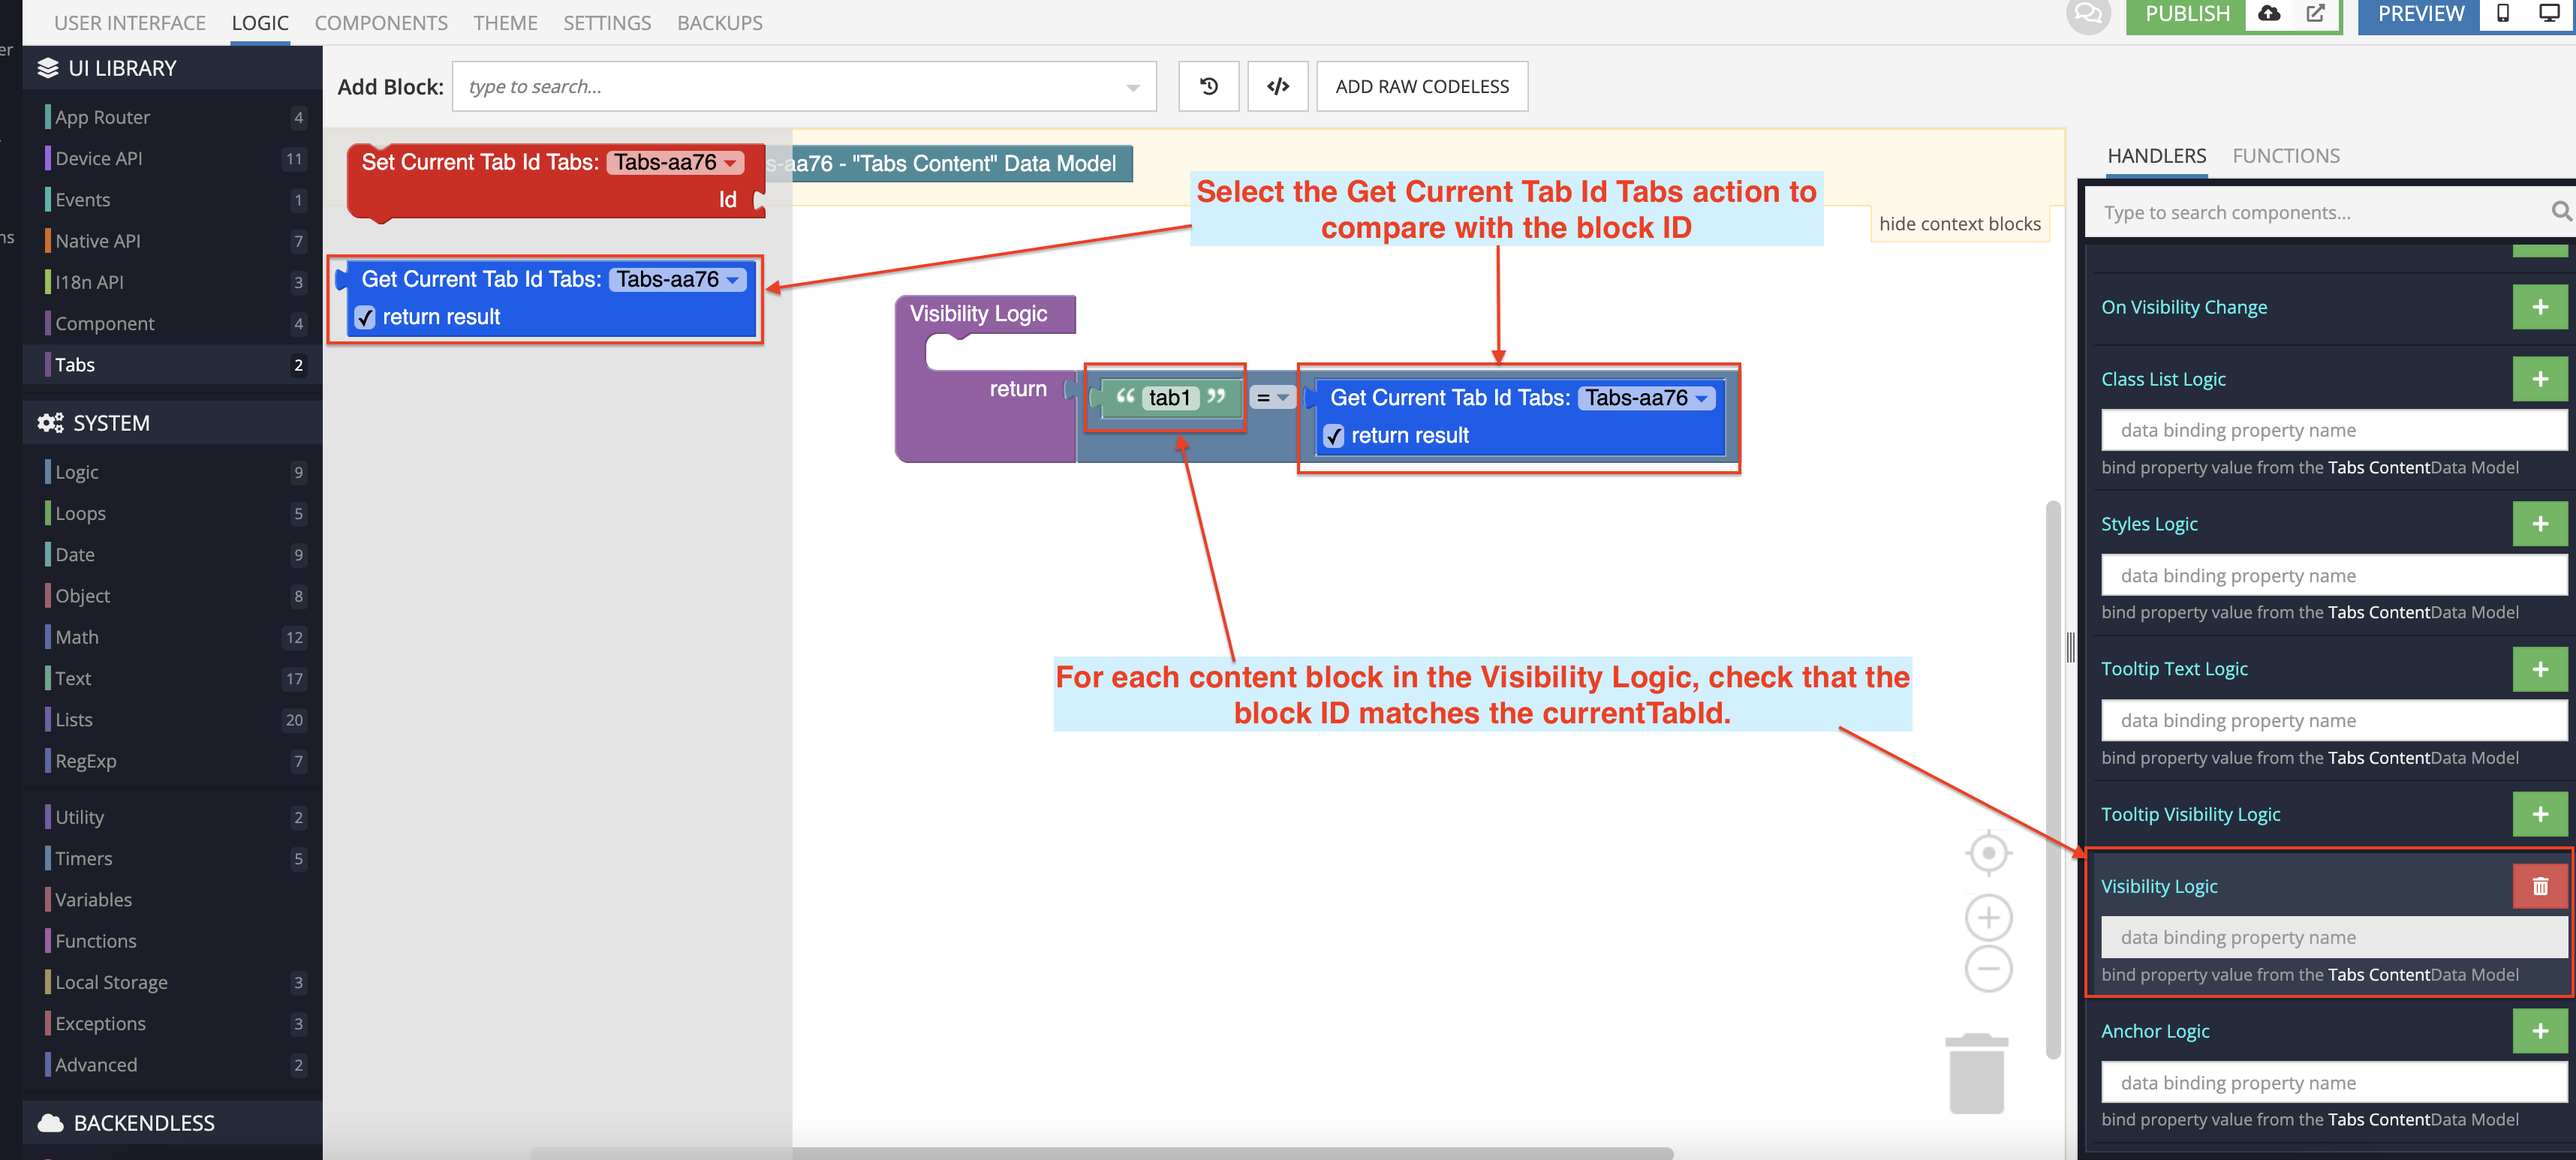 USER INTERFACE LOGIC COMPONENTS THEME SETTINGS BACKUPS
PUBLISH PREVIEW
er
ns
UI LIBRARY
App Router 4
Device API 11
Events 1
Native API 7
I18n API 3
Component 4
Tabs 2
SYSTEM
Logic 9
Loops 5
Date 9
Object 8
Math 12
Text 17
Lists 20
RegExp 7
Utility 2
Timers 5
Variables
Functions
Local Storage 3
Exceptions 3
Advanced 2
BACKENDLESS
Add Block: type to search... </> ADD RAW CODELESS
Set Current Tab Id Tabs: Tabs-aa76
Id
s-aa76 - "Tabs Content" Data Model
Get Current Tab Id Tabs: Tabs-aa76
✓ return result
Select the Get Current Tab Id Tabs action to
compare with the block ID
hide context blocks
Visibility Logic
return “ tab1 ” = Get Current Tab Id Tabs: Tabs-aa76
✓ return result
For each content block in the Visibility Logic, check that the
block ID matches the currentTabId.
HANDLERS FUNCTIONS
Type to search components...
On Visibility Change +
Class List Logic +
data binding property name
bind property value from the Tabs ContentData Model
Styles Logic +
data binding property name
bind property value from the Tabs ContentData Model
Tooltip Text Logic +
data binding property name
bind property value from the Tabs ContentData Model
Tooltip Visibility Logic +
Visibility Logic
data binding property name
bind property value from the Tabs ContentData Model
Anchor Logic +
data binding property name
bind property value from the Tabs ContentData Model